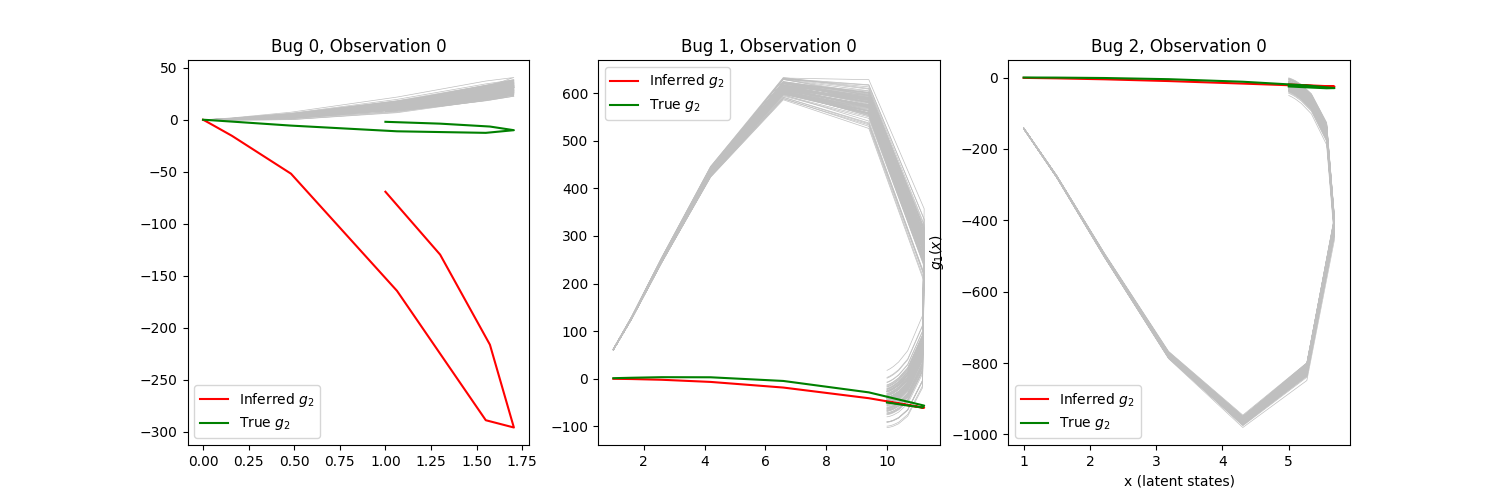 Bug 0, Observation 0
50
0
−50
−100
−150
−200
−250
−300
0.00 0.25 0.50 0.75 1.00 1.25 1.50 1.75
Inferred g₂
True g₂
Bug 1, Observation 0
Inferred g₂
True g₂
600
500
400
300
200
100
0
−100
2 4 6 8 10
Bug 2, Observation 0
g₁(x)
0
−200
−400
−600
−800
−1000
1 2 3 4 5
Inferred g₂
True g₂
x (latent states)